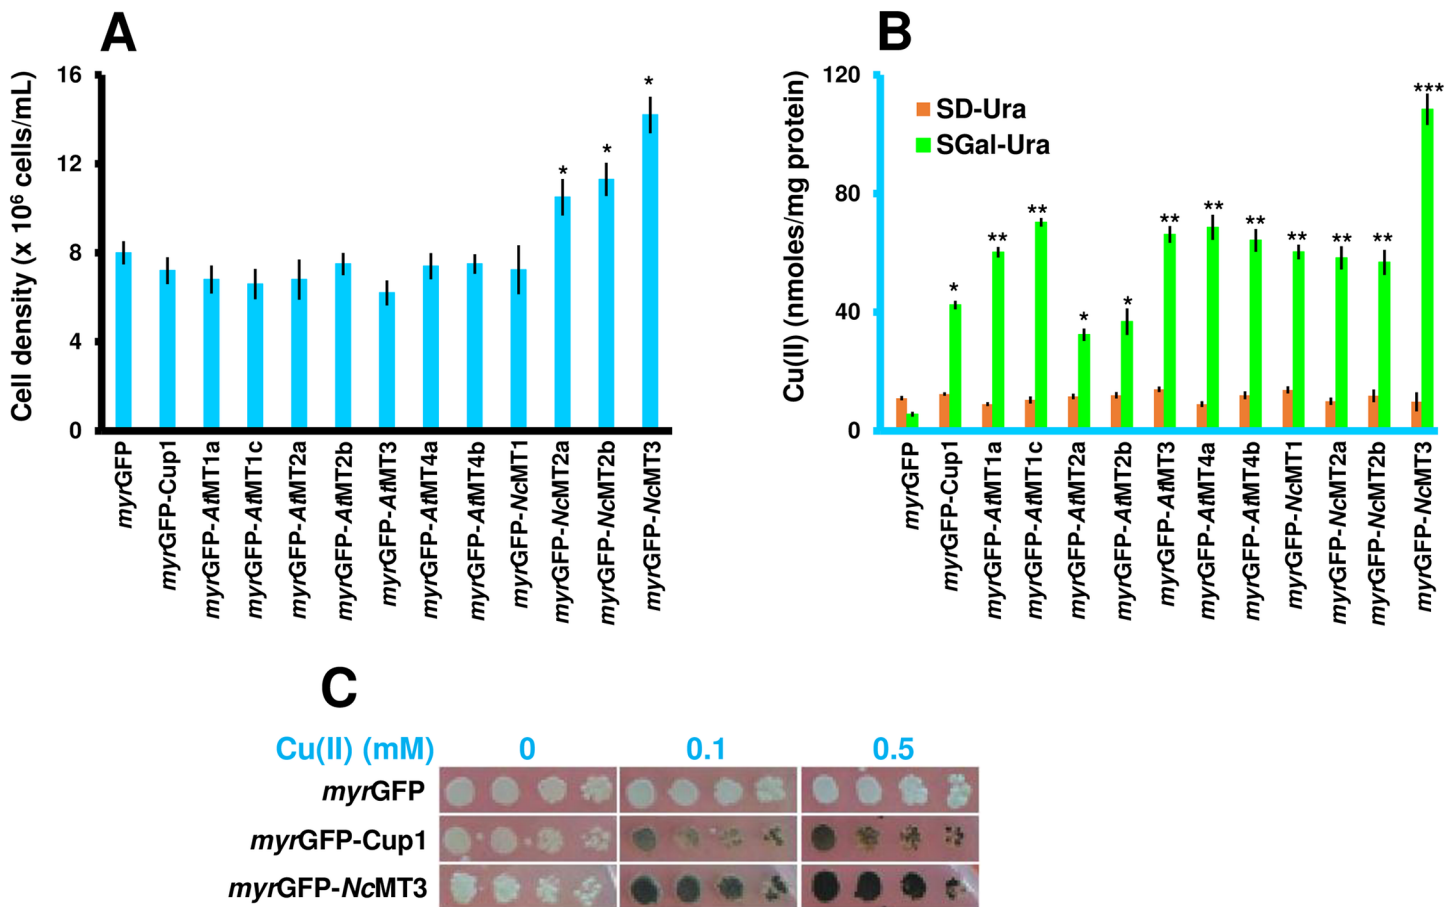 A
Cell density (x 10⁶ cells/mL)
16
12
8
4
0
*
*
*
myrGFP
myrGFP-Cup1
myrGFP-AtMT1a
myrGFP-AtMT1c
myrGFP-AtMT2a
myrGFP-AtMT2b
myrGFP-AtMT3
myrGFP-AtMT4a
myrGFP-AtMT4b
myrGFP-NcMT1
myrGFP-NcMT2a
myrGFP-NcMT2b
myrGFP-NcMT3
B
Cu(II) (nmoles/mg protein)
120
80
40
0
SD-Ura
SGal-Ura
*
**
**
*
*
**
**
**
**
**
**
***
myrGFP
myrGFP-Cup1
myrGFP-AtMT1a
myrGFP-AtMT1c
myrGFP-AtMT2a
myrGFP-AtMT2b
myrGFP-AtMT3
myrGFP-AtMT4a
myrGFP-AtMT4b
myrGFP-NcMT1
myrGFP-NcMT2a
myrGFP-NcMT2b
myrGFP-NcMT3
C
Cu(II) (mM) 0 0.1 0.5
myrGFP
myrGFP-Cup1
myrGFP-NcMT3